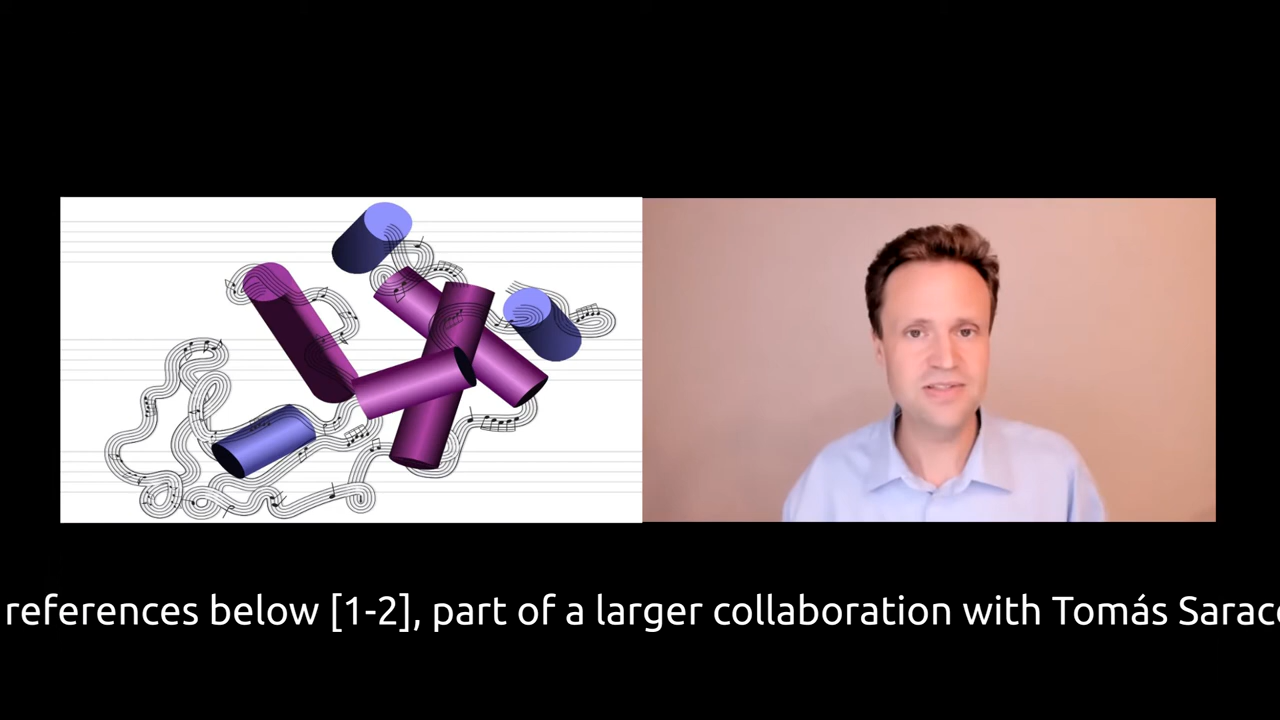 references below [1-2], part of a larger collaboration with Tomás